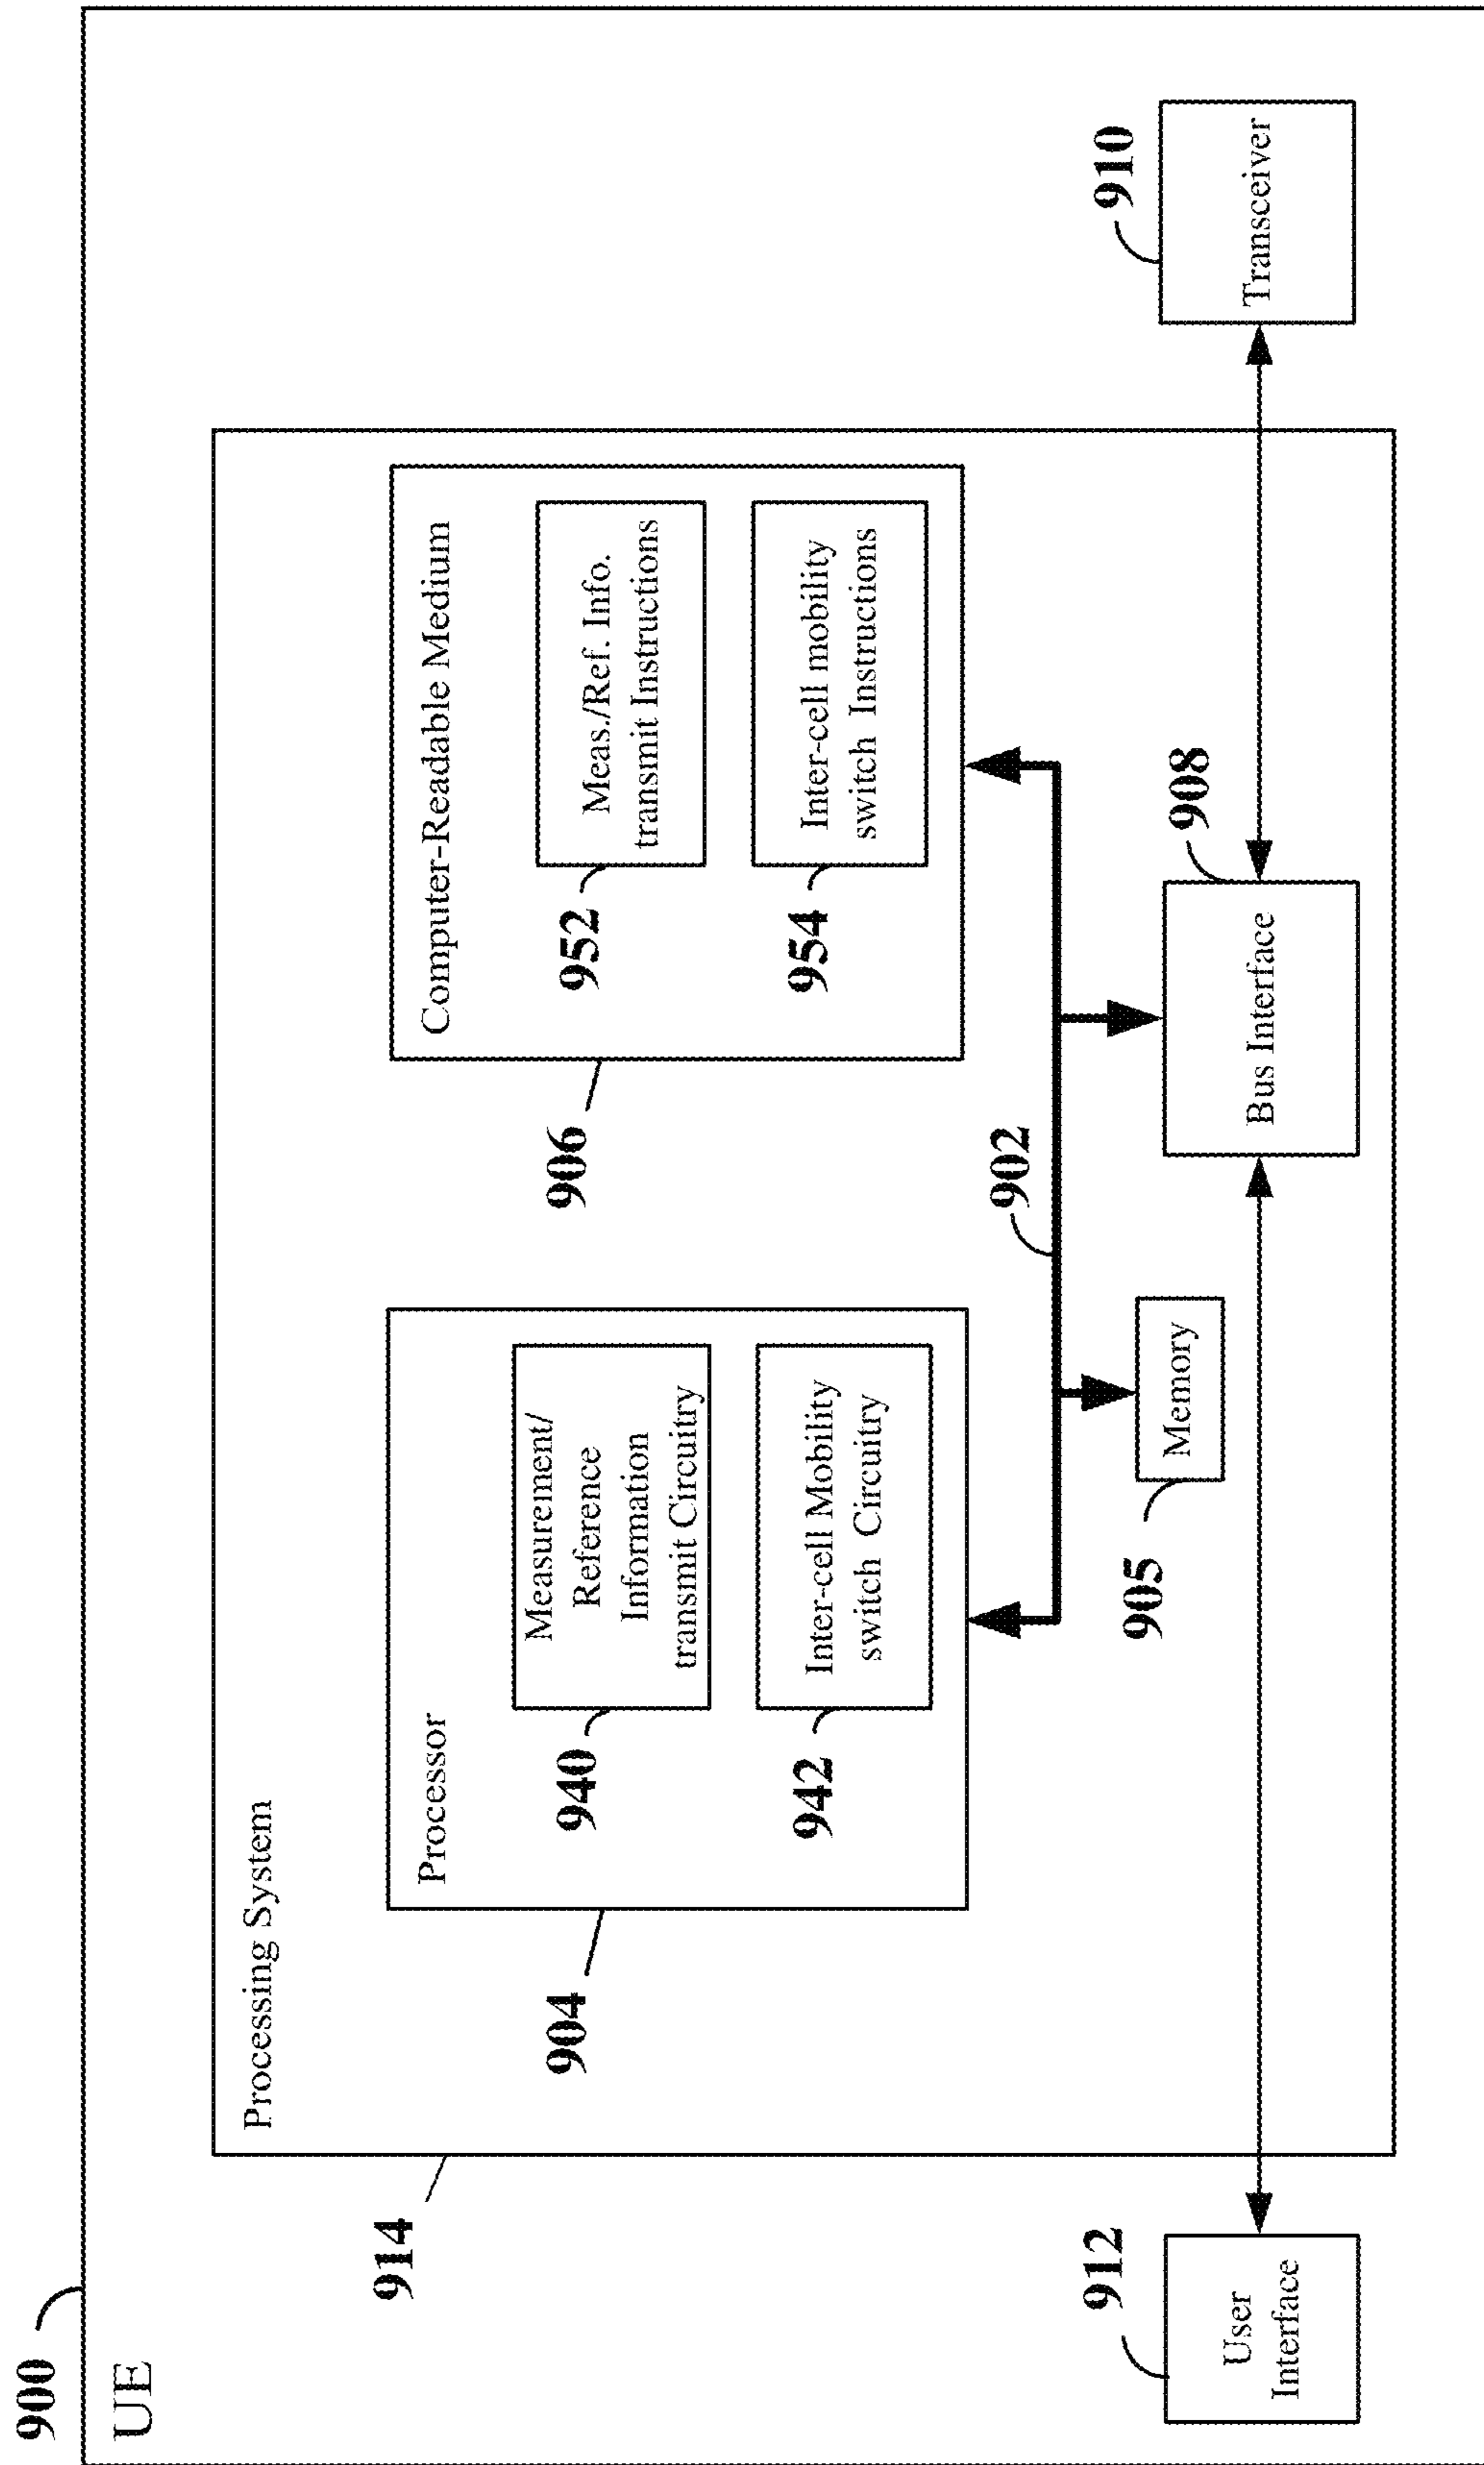 900
UE
914
Processing System
904
Processor
940
Measurement/
Reference
Information
transmit Circuitry
942
Inter-cell Mobility
switch Circuitry
906
Computer-Readable Medium
952
Meas./Ref. Info.
transmit Instructions
954
Inter-cell mobility
switch Instructions
902
905
Memory
908
Bus Interface
912
User
Interface
910
Transceiver